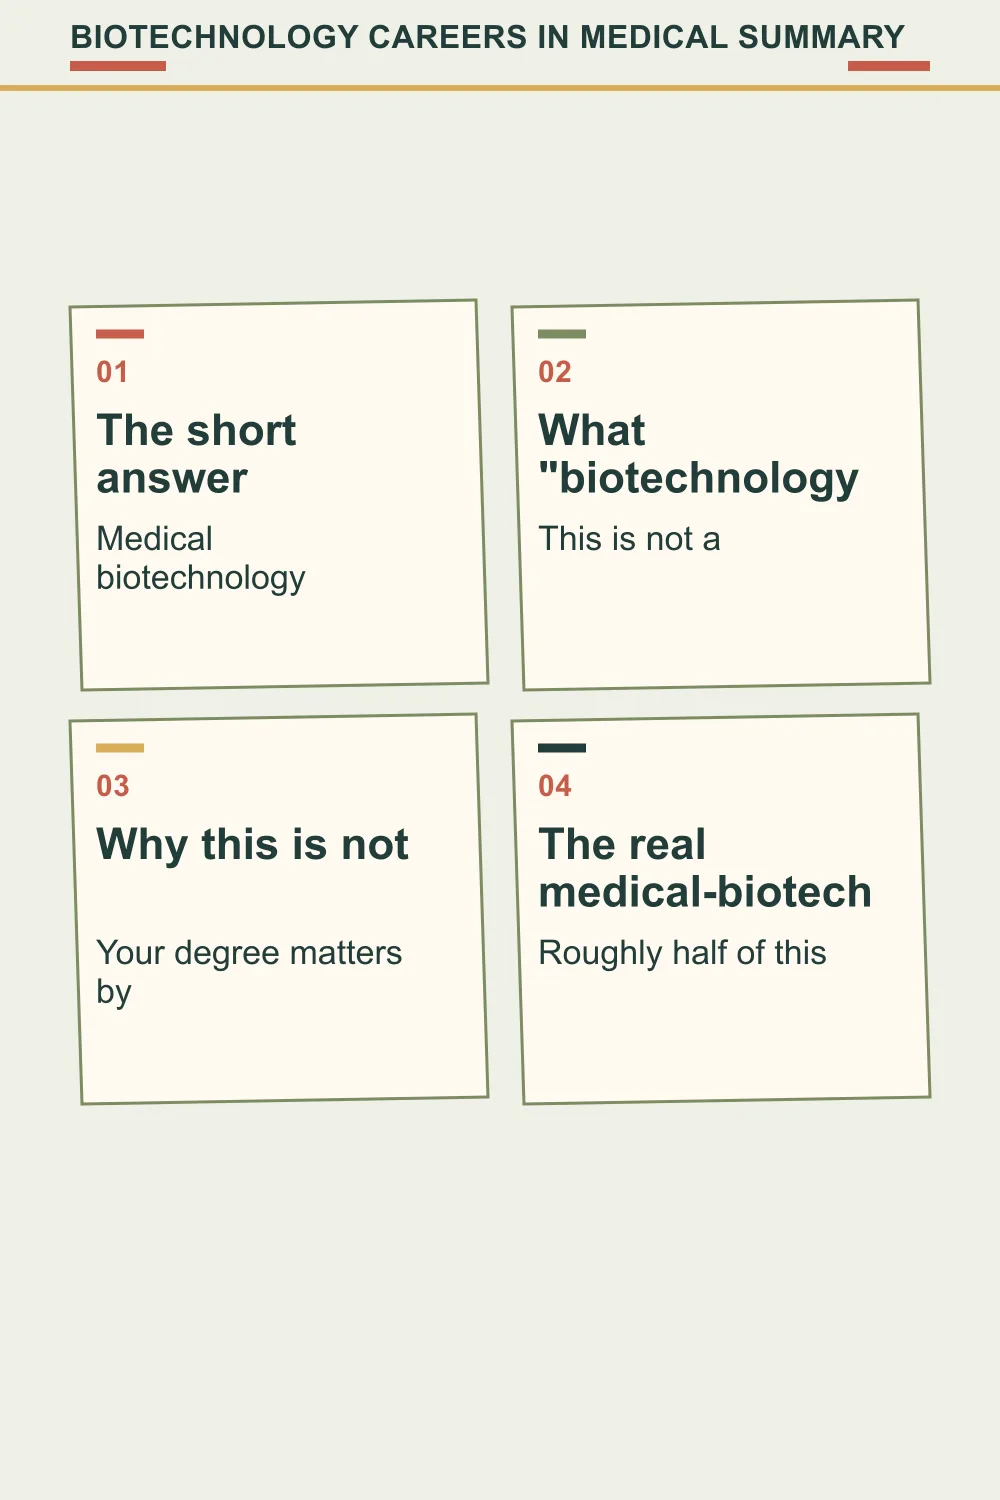 BIOTECHNOLOGY CAREERS IN MEDICAL SUMMARY
01
The short
answer
Medical
biotechnology
02
What
"biotechnology
This is not a
03
Why this is not
Your degree matters
by
04
The real
medical-biotech
Roughly half of this